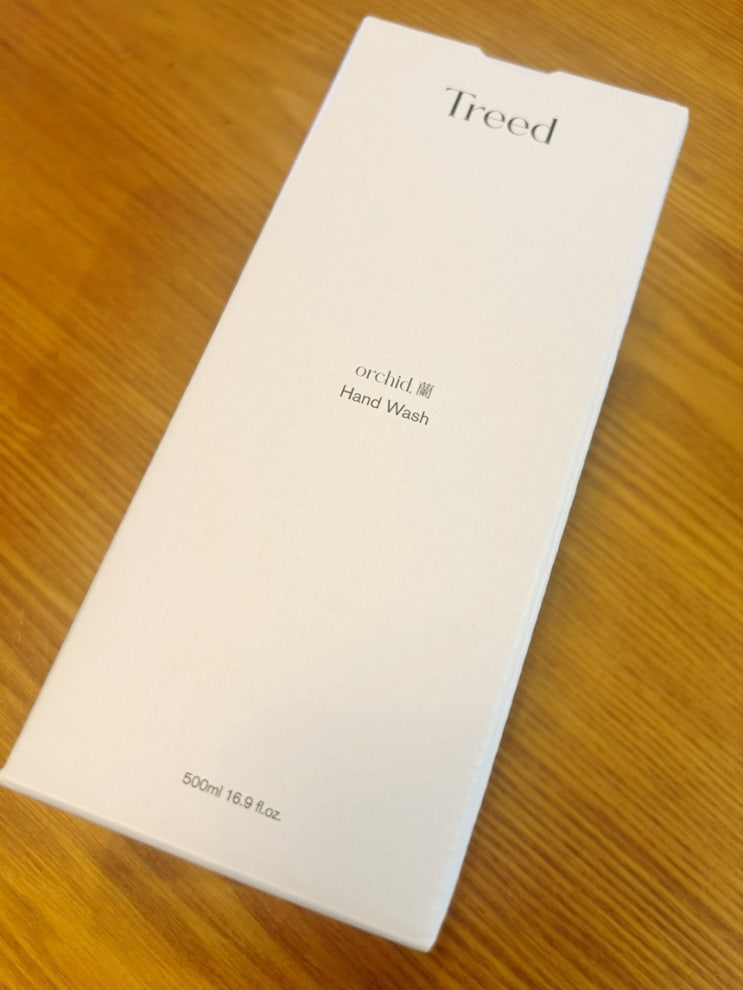 Treed
orchid. 蘭
Hand Wash
500ml 16.9 fl.oz.